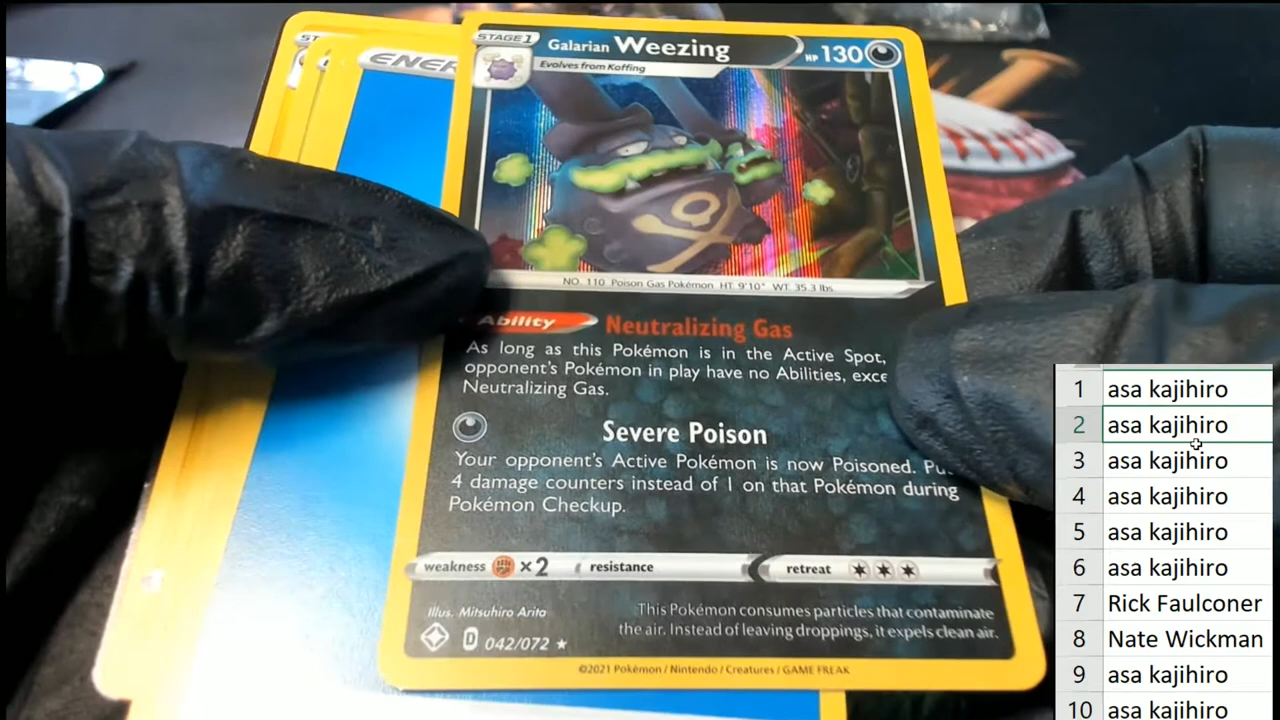 ST
ENER
STAGE 1
Galarian Weezing
HP 130
Evolves from Koffing
NO. 110 Poison Gas Pokémon HT: 9'10" WT: 35.3 lbs.
Ability Neutralizing Gas
As long as this Pokémon is in the Active Spot,
opponent's Pokémon in play have no Abilities, exce
Neutralizing Gas.
Severe Poison
Your opponent's Active Pokémon is now Poisoned. Pu
4 damage counters instead of 1 on that Pokémon during
Pokémon Checkup.
weakness ×2 resistance retreat
Illus. Mitsuhiro Arita
This Pokémon consumes particles that contaminate
the air. Instead of leaving droppings, it expels clean air.
D 042/072 ★
©2021 Pokémon / Nintendo / Creatures / GAME FREAK
1 asa kajihiro
2 asa kajihiro
3 asa kajihiro
4 asa kajihiro
5 asa kajihiro
6 asa kajihiro
7 Rick Faulconer
8 Nate Wickman
9 asa kajihiro
10 asa kajihiro